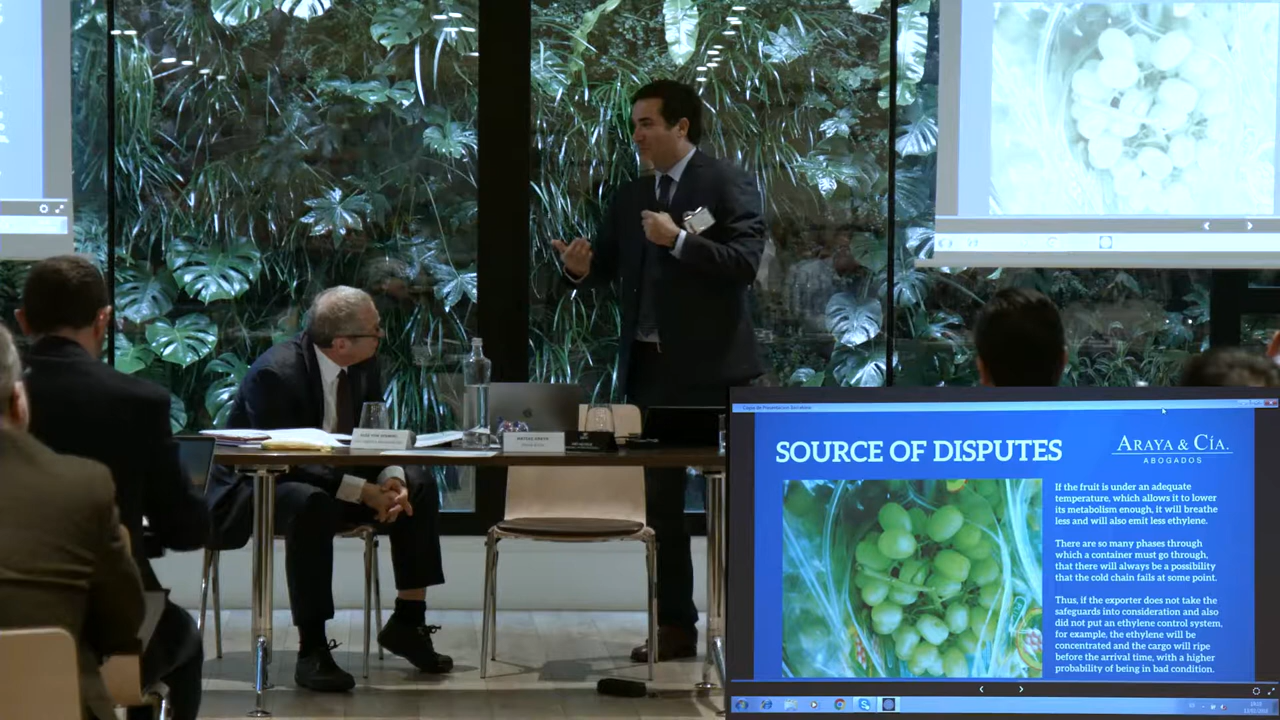 SOURCE OF DISPUTES
ARAYA & CÍA.
ABOGADOS
If the fruit is under an adequate
temperature, which allows it to lower
its metabolism enough, it will breathe
less and will also emit less ethylene.
There are so many phases through
which a container must go through,
that there will always be a possibility
that the cold chain fails at some point.
Thus, if the exporter does not take the
safeguards into consideration and also
did not put an ethylene control system,
for example, the ethylene will be
concentrated and the cargo will ripe
before the arrival time, with a higher
probability of being in bad condition.